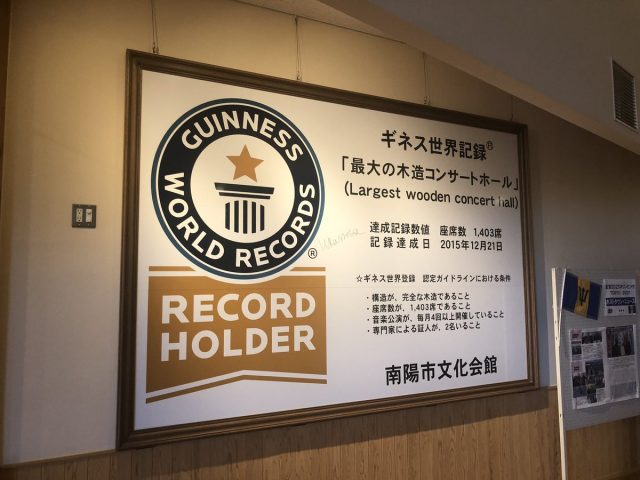 GUINNESS
WORLD RECORDS
®
RECORD
HOLDER
ギネス世界記録®
「最大の木造コンサートホール」
(Largest wooden concert hall)
達成記録数値 座席数 1,403席
記録達成日 2015年12月21日
☆ギネス世界登録 認定ガイドラインにおける条件
・構造が、完全な木造であること
・座席数が、1,403席であること
・音楽公演が、毎月4回以上開催していること
・専門家による証人が、2名いること
南陽市文化会館